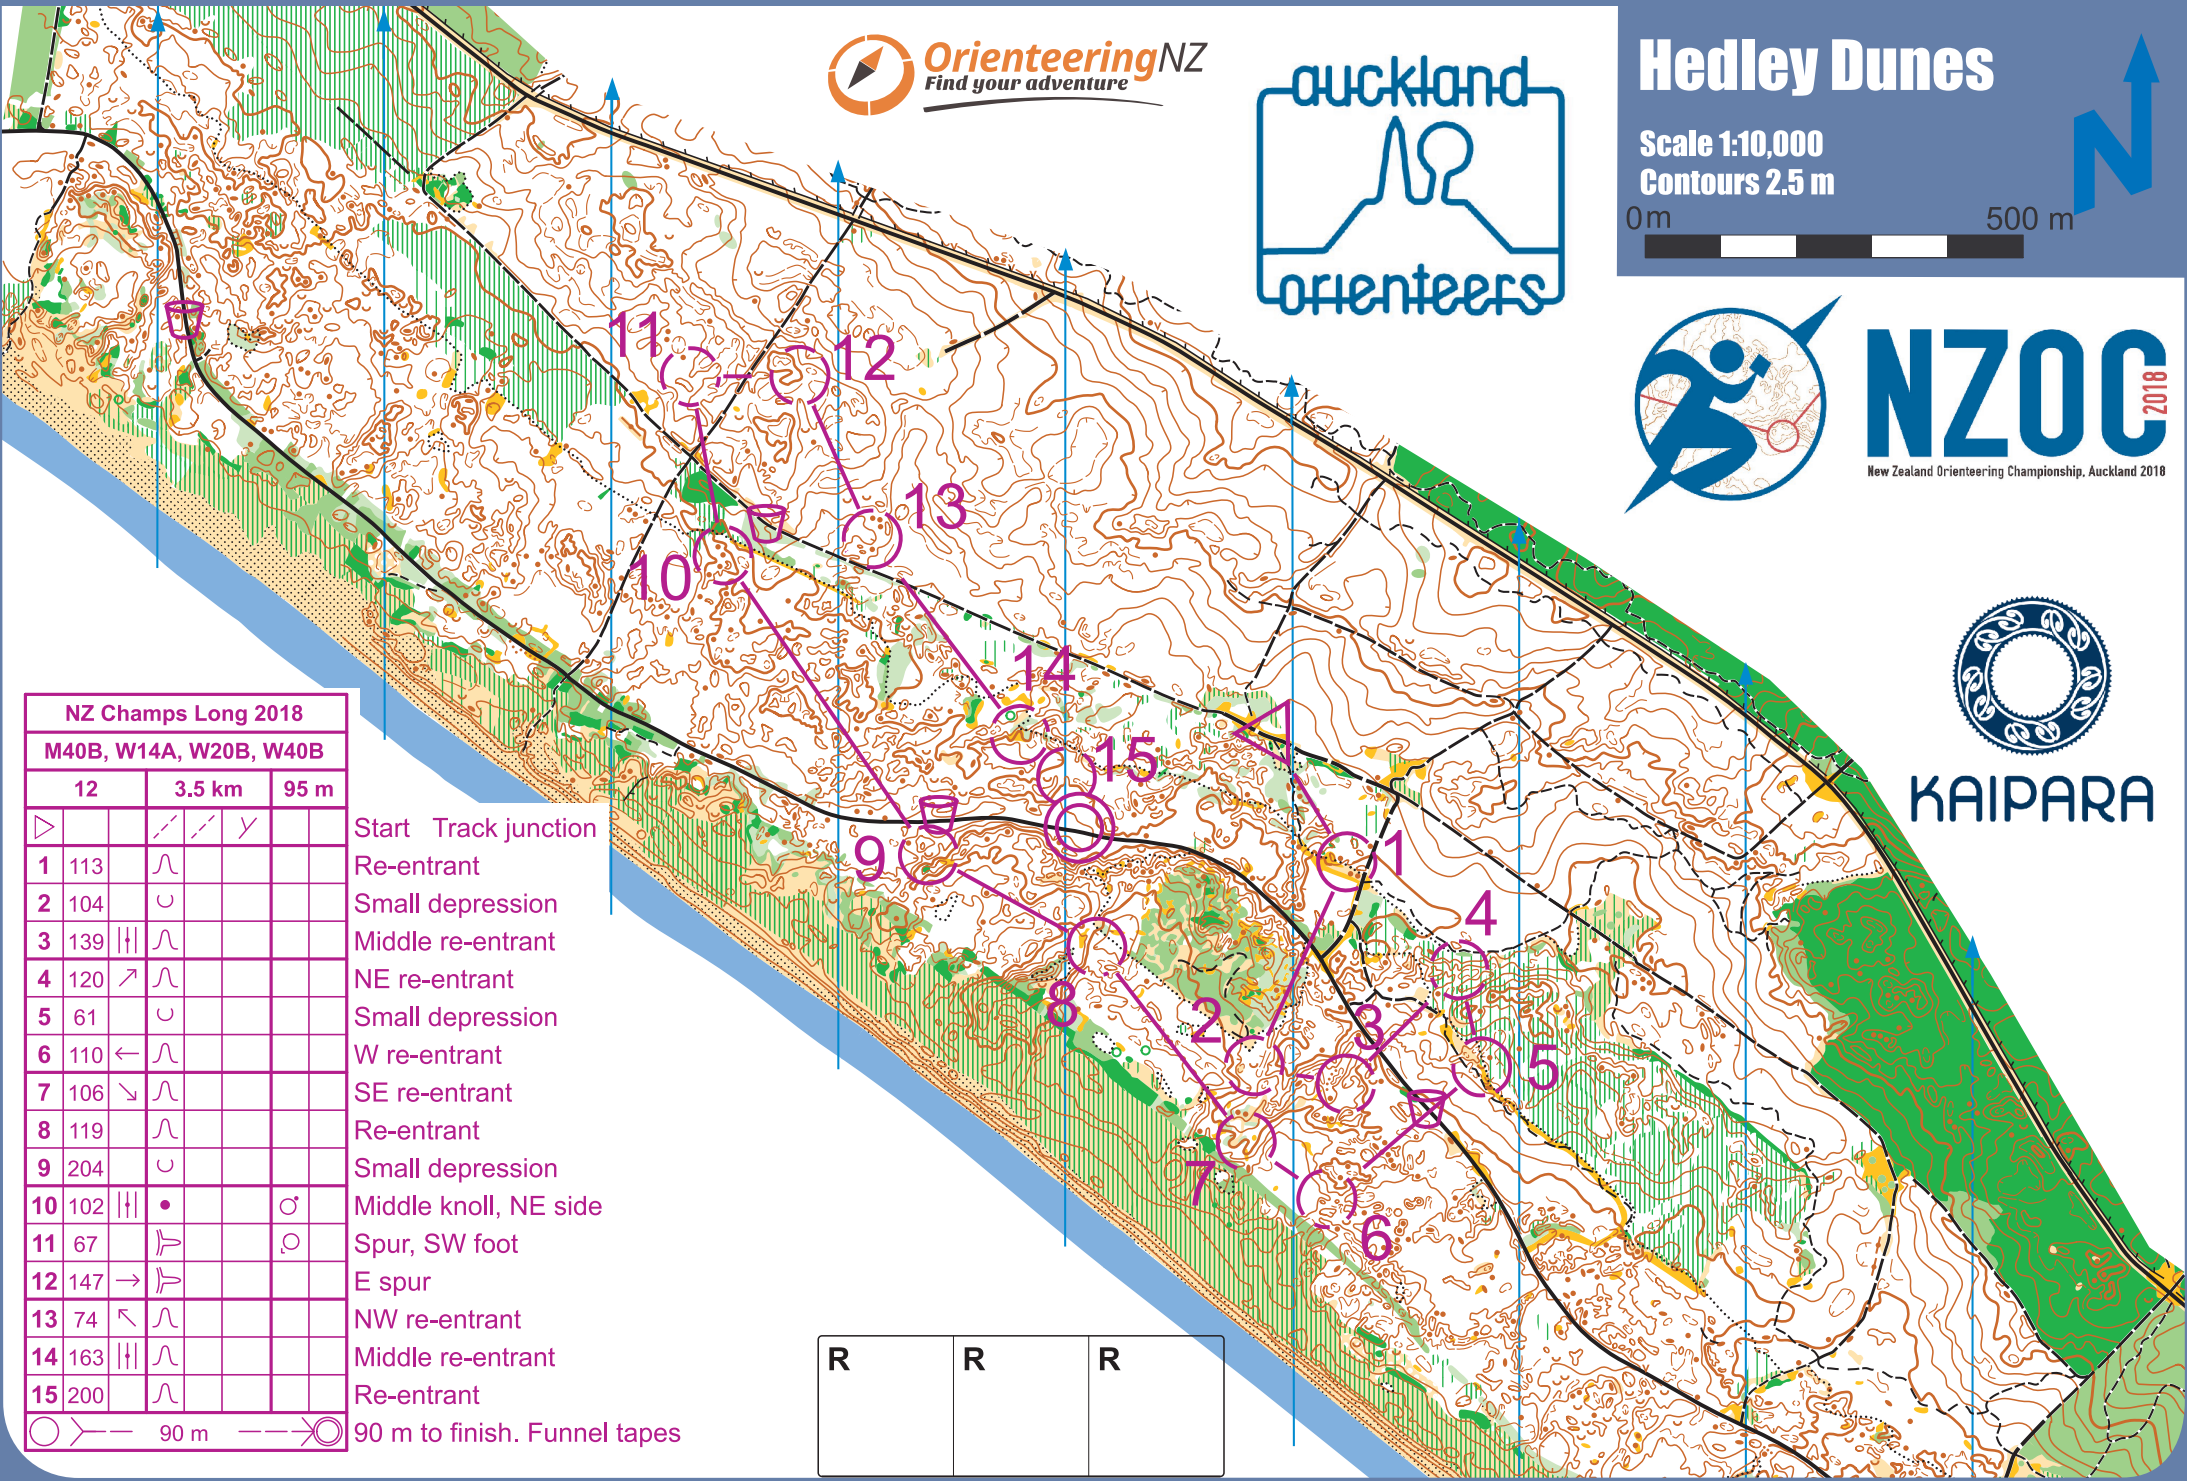 OrienteeringNZ
Find your adventure
auckland
orienteers
Hedley Dunes
Scale 1:10,000
Contours 2.5 m
0m 500 m
N
NZOC
2018
New Zealand Orienteering Championship, Auckland 2018
KAIPARA
11
12
13
10
14
15
9
1
4
8
2
3
5
7
6
NZ Champs Long 2018
M40B, W14A, W20B, W40B
12 3.5 km 95 m
Start Track junction
1 113 Re-entrant
2 104 Small depression
3 139 Middle re-entrant
4 120 NE re-entrant
5 61 Small depression
6 110 W re-entrant
7 106 SE re-entrant
8 119 Re-entrant
9 204 Small depression
10 102 Middle knoll, NE side
11 67 Spur, SW foot
12 147 E spur
13 74 NW re-entrant
14 163 Middle re-entrant
15 200 Re-entrant
90 m 90 m to finish. Funnel tapes
R R R